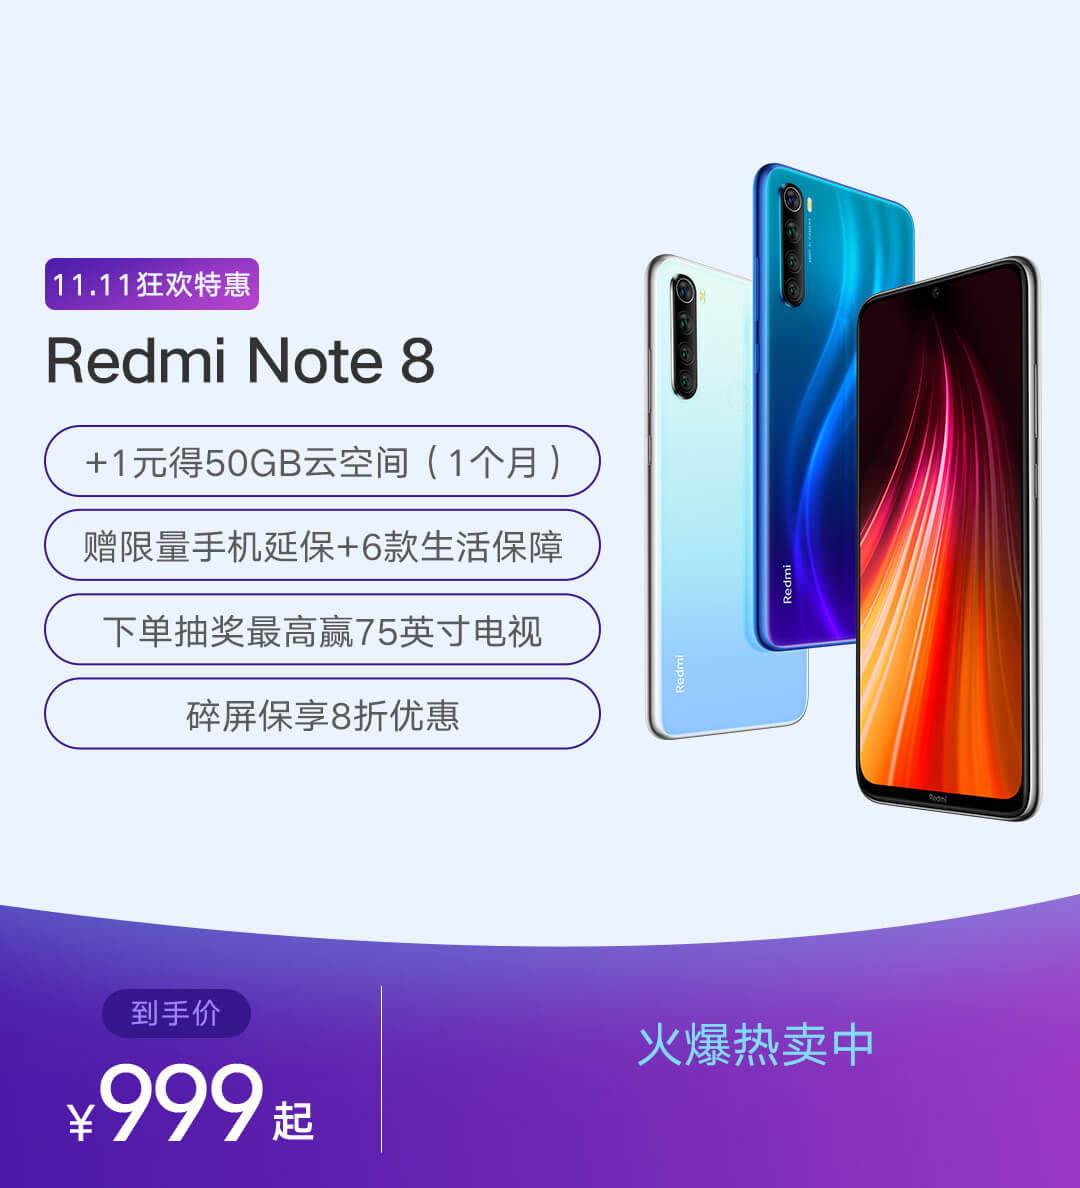 11.11狂欢特惠
Redmi Note 8
+1元得50GB云空间（1个月）
赠限量手机延保+6款生活保障
下单抽奖最高赢75英寸电视
碎屏保享8折优惠
Redmi
Redmi
Redmi
到手价
¥999起
火爆热卖中